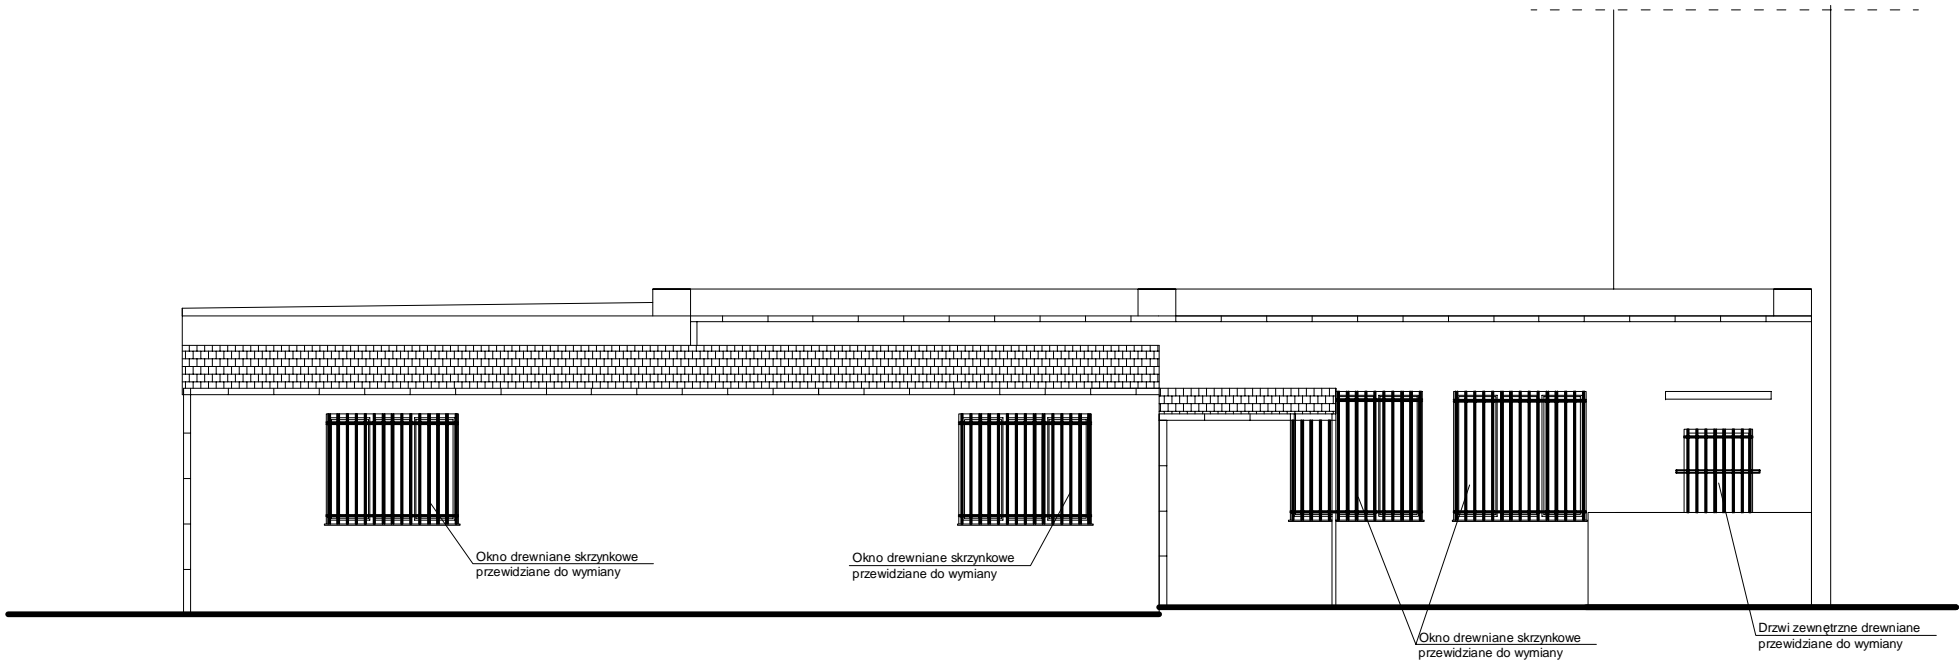 Okno drewniane skrzynkowe
przewidziane do wymiany
Okno drewniane skrzynkowe
przewidziane do wymiany
Okno drewniane skrzynkowe
przewidziane do wymiany
Drzwi zewnętrzne drewniane
przewidziane do wymiany